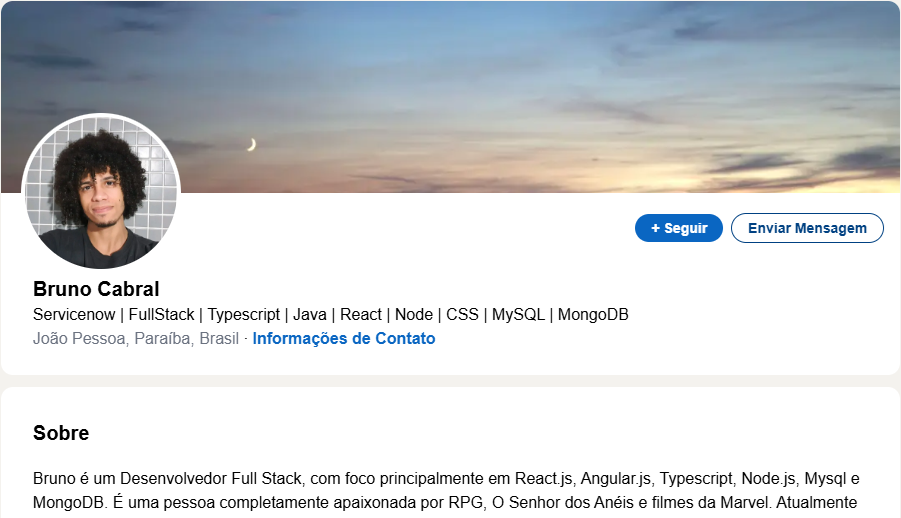 + Seguir
Enviar Mensagem
Bruno Cabral
Servicenow | FullStack | Typescript | Java | React | Node | CSS | MySQL | MongoDB
João Pessoa, Paraíba, Brasil · Informações de Contato
Sobre
Bruno é um Desenvolvedor Full Stack, com foco principalmente em React.js, Angular.js, Typescript, Node.js, Mysql e
MongoDB. É uma pessoa completamente apaixonada por RPG, O Senhor dos Anéis e filmes da Marvel. Atualmente